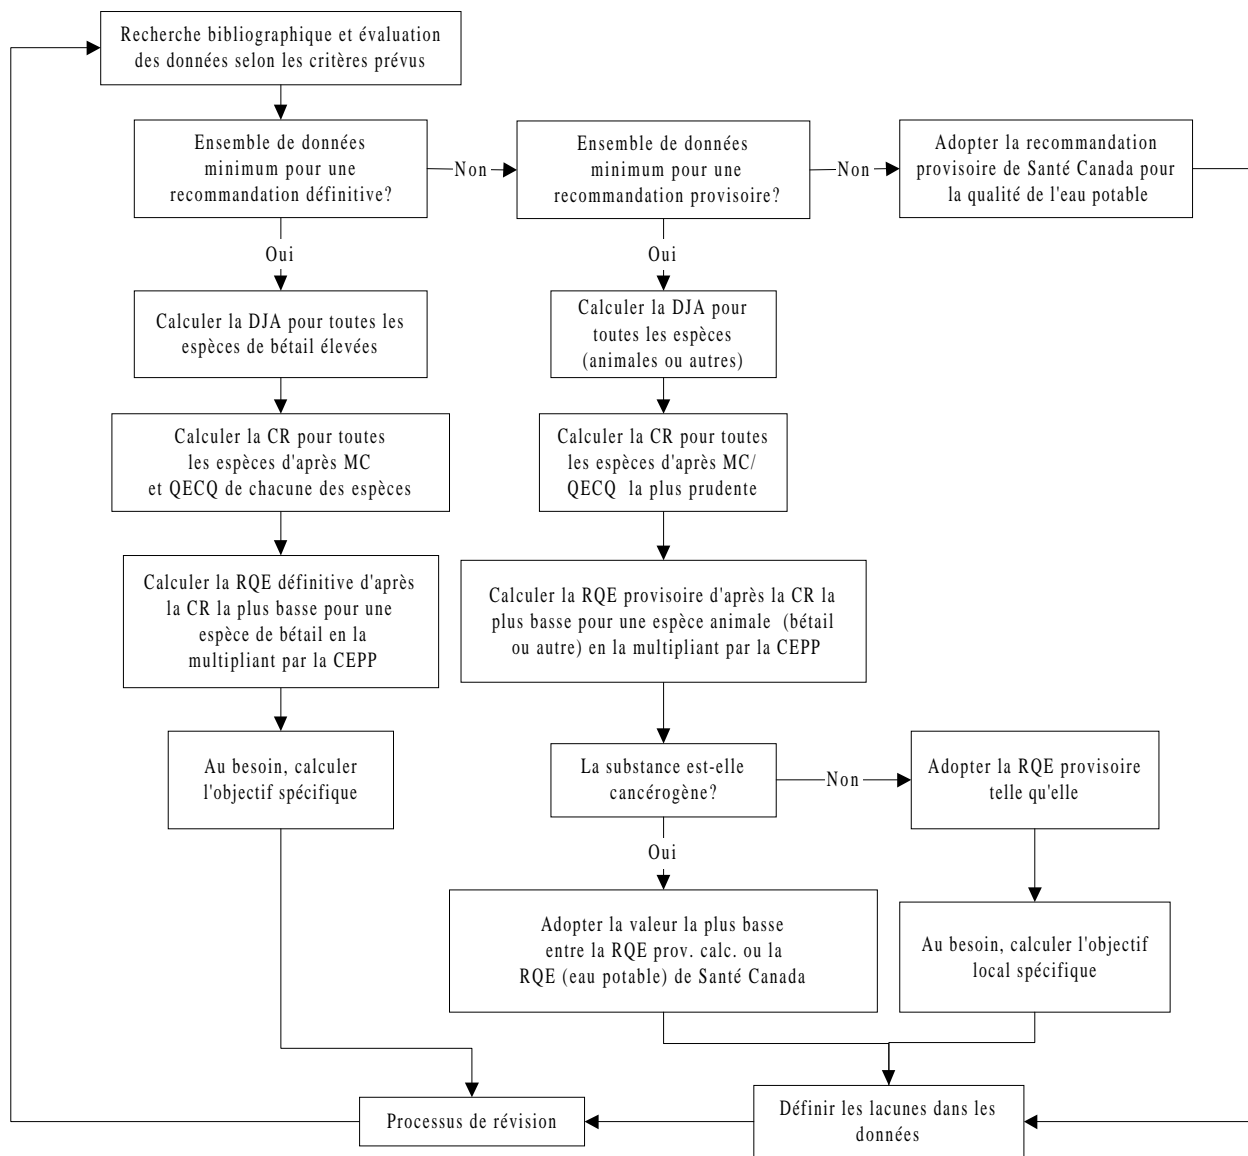 Recherche bibliographique et évaluation
des données selon les critères prévus
Ensemble de données
minimum pour une
recommandation définitive?
Non
Ensemble de données
minimum pour une
recommandation provisoire?
Non
Adopter la recommandation
provisoire de Santé Canada pour
la qualité de l'eau potable
Oui
Oui
Calculer la DJA pour toutes les
espèces de bétail élevées
Calculer la DJA pour
toutes les espèces
(animales ou autres)
Calculer la CR pour toutes
les espèces d'après MC
et QECQ de chacune des espèces
Calculer la CR pour toutes
les espèces d'après MC/
QECQ la plus prudente
Calculer la RQE définitive d'après
la CR la plus basse pour une
espèce de bétail en la
multipliant par la CEPP
Calculer la RQE provisoire d'après la CR la
plus basse pour une espèce animale (bétail
ou autre) en la multipliant par la CEPP
Au besoin, calculer
l'objectif spécifique
La substance est-elle
cancérogène?
Non
Adopter la RQE provisoire
telle qu'elle
Oui
Adopter la valeur la plus basse
entre la RQE prov. calc. ou la
RQE (eau potable) de Santé Canada
Au besoin, calculer l'objectif
local spécifique
Processus de révision
Définir les lacunes dans les
données